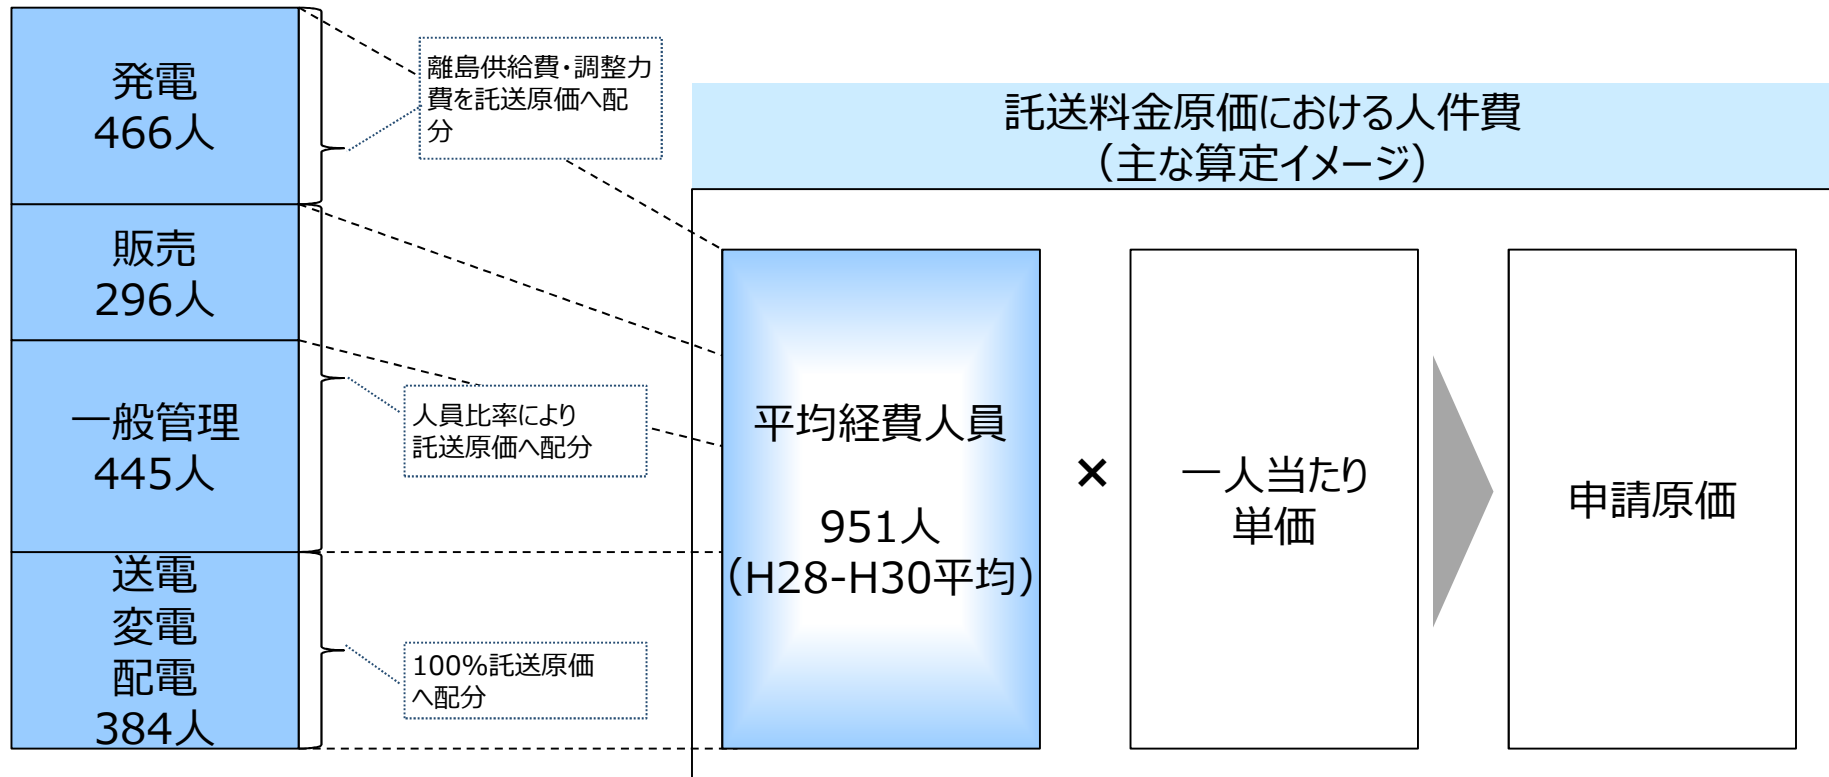 発電
466人
販売
296人
一般管理
445人
送電
変電
配電
384人
離島供給費・調整力
費を託送原価へ配
分
人員比率により
託送原価へ配分
100%託送原価
へ配分
託送料金原価における人件費
（主な算定イメージ）
平均経費人員
951人
（H28-H30平均）
×
一人当たり
単価
申請原価